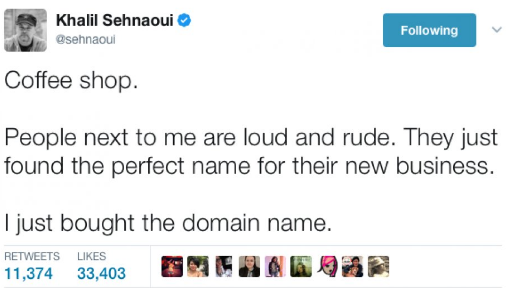 Khalil Sehnaoui
@sehnaoui
Following
Coffee shop.
People next to me are loud and rude. They just
found the perfect name for their new business.
I just bought the domain name.
RETWEETS LIKES
11,374 33,403